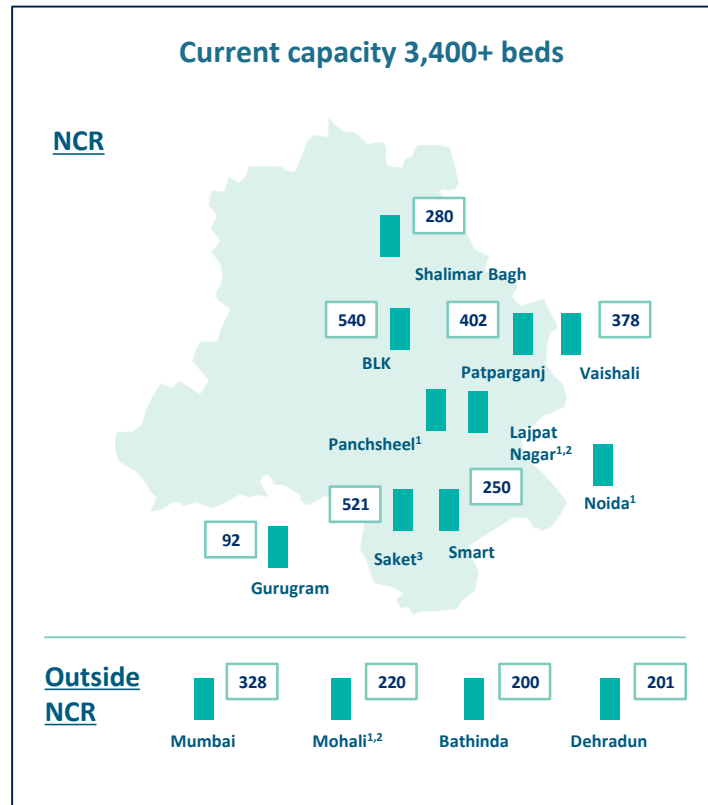 Current capacity 3,400+ beds
NCR
280
Shalimar Bagh
540
BLK
402
Patparganj
378
Vaishali
Panchsheel¹
Lajpat
Nagar¹,²
Noida¹
521
Saket³
250
Smart
92
Gurugram
Outside
NCR
328
Mumbai
220
Mohali¹,²
200
Bathinda
201
Dehradun